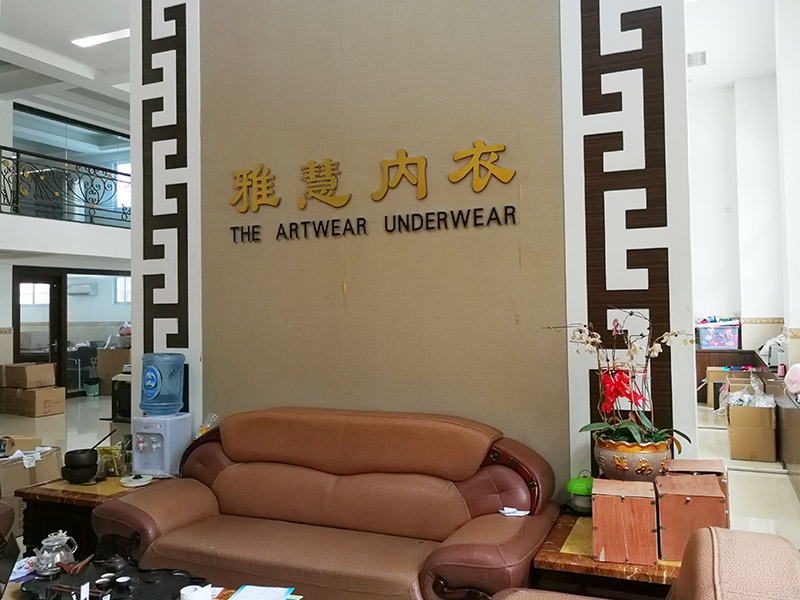 雅慧内衣
THE ARTWEAR UNDERWEAR